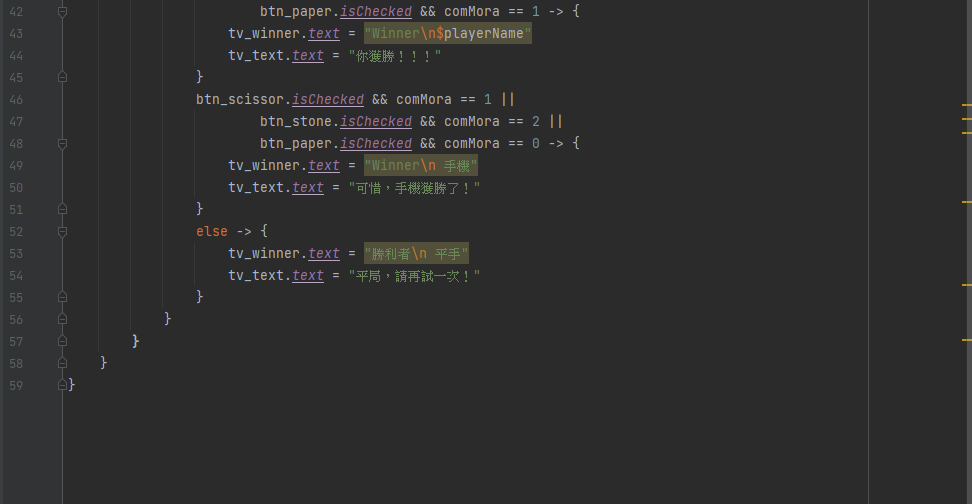 42 btn_paper.isChecked && comMora == 1 -> {
43 tv_winner.text = "Winner\n$playerName"
44 tv_text.text = "你獲勝！！！"
45 }
46 btn_scissor.isChecked && comMora == 1 ||
47 btn_stone.isChecked && comMora == 2 ||
48 btn_paper.isChecked && comMora == 0 -> {
49 tv_winner.text = "Winner\n 手機"
50 tv_text.text = "可惜，手機獲勝了！"
51 }
52 else -> {
53 tv_winner.text = "勝利者\n 平手"
54 tv_text.text = "平局，請再試一次！"
55 }
56 }
57 }
58 }
59 }